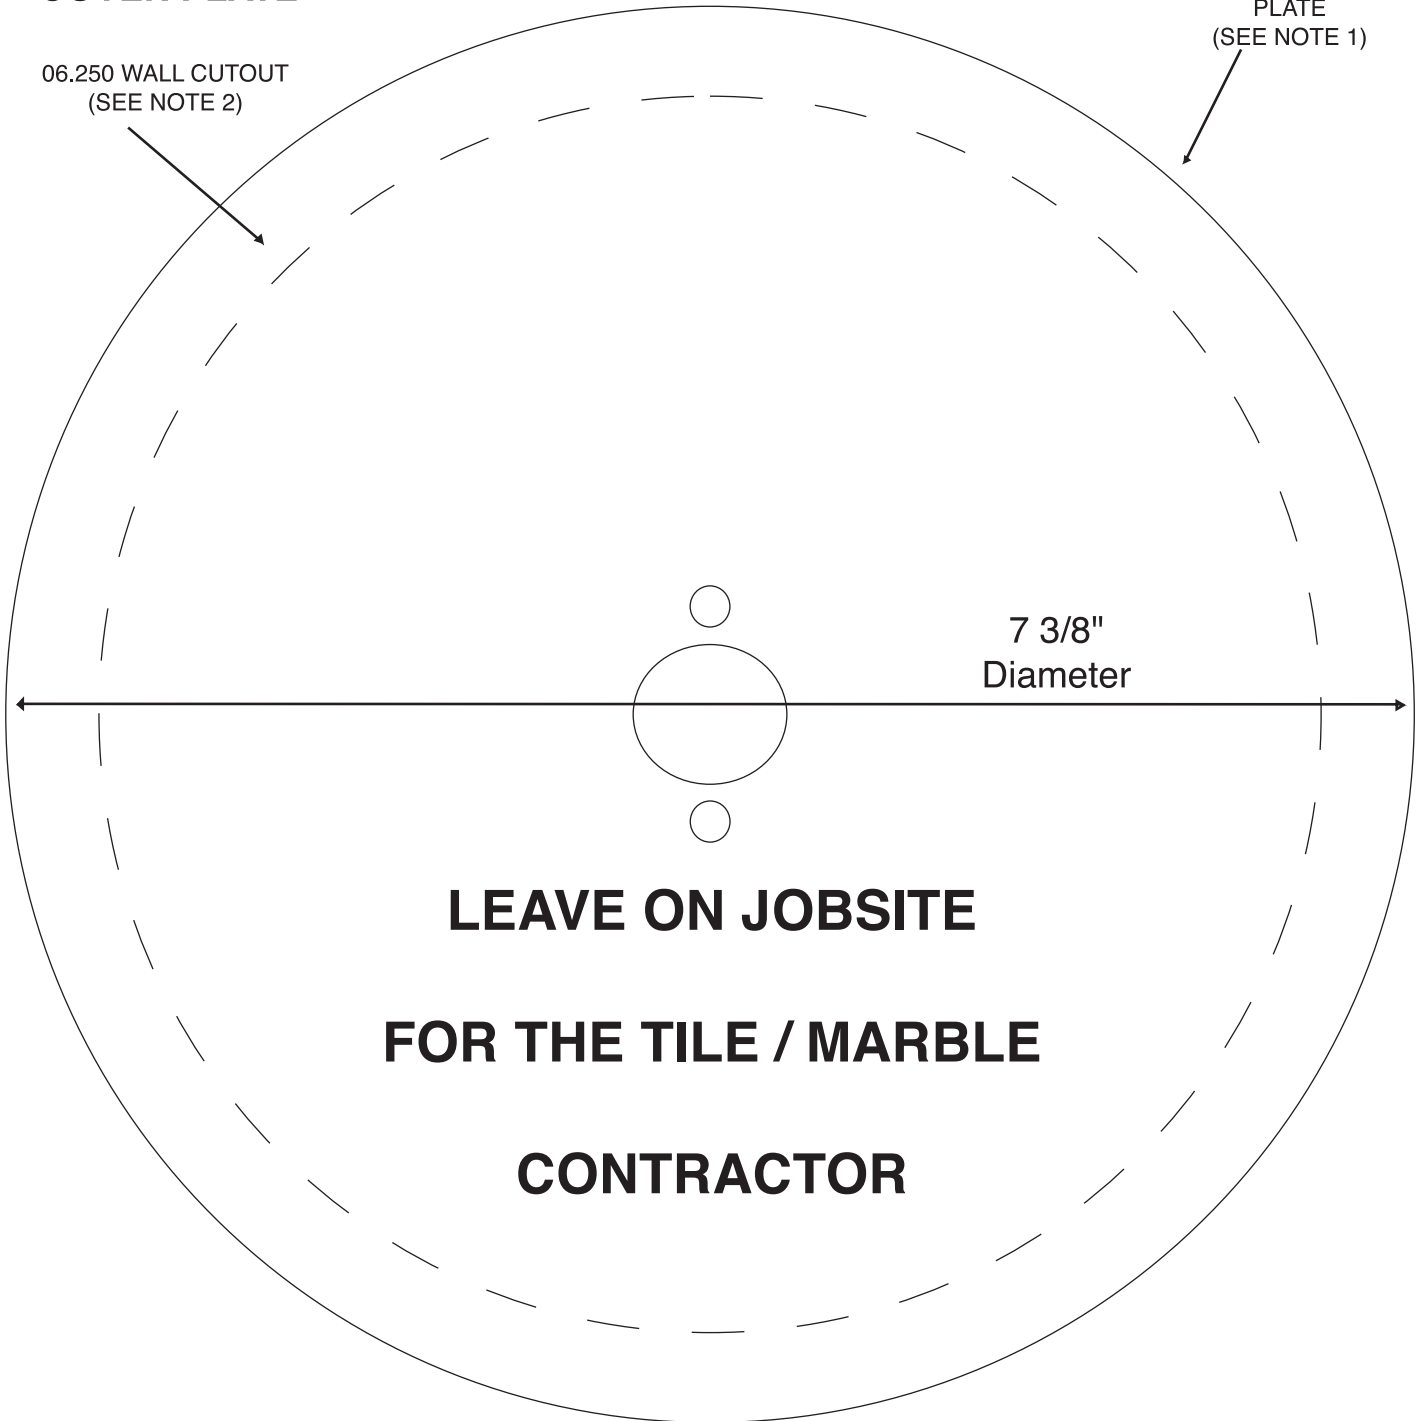 PLATE
(SEE NOTE 1)
06.250 WALL CUTOUT
(SEE NOTE 2)
7 3/8"
Diameter
LEAVE ON JOBSITE
FOR THE TILE / MARBLE
CONTRACTOR